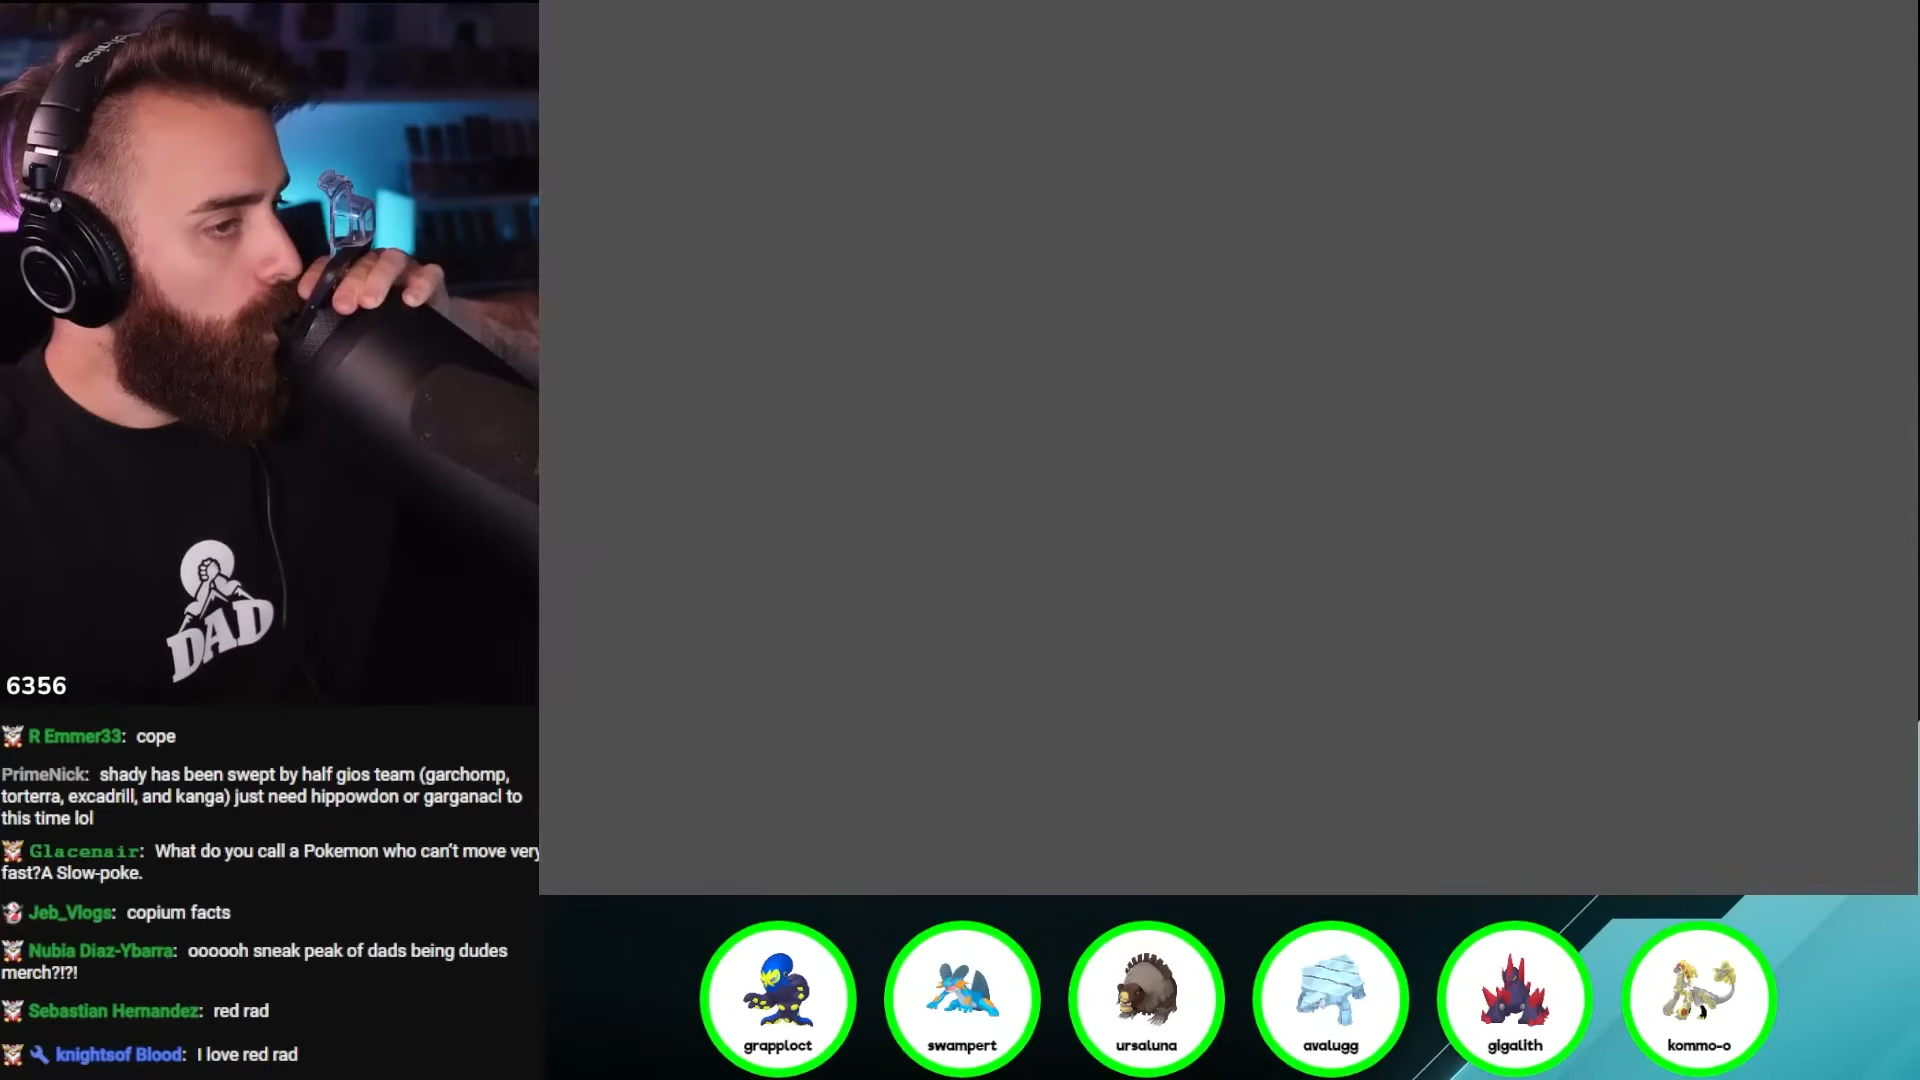 DAD
6356
R Emmer33: cope
PrimeNick: shady has been swept by half gios team (garchomp,
torterra, excadrill, and kanga) just need hippowdon or garganacl to
this time lol
Glacenair: What do you call a Pokemon who can't move very
fast?A Slow-poke.
Jeb_Vlogs: copium facts
Nubia Diaz-Ybarra: oooooh sneak peak of dads being dudes
merch?!?!
Sebastian Hernandez: red rad
knightsof Blood: I love red rad
grapploct
swampert
ursaluna
avalugg
gigalith
kommo-o